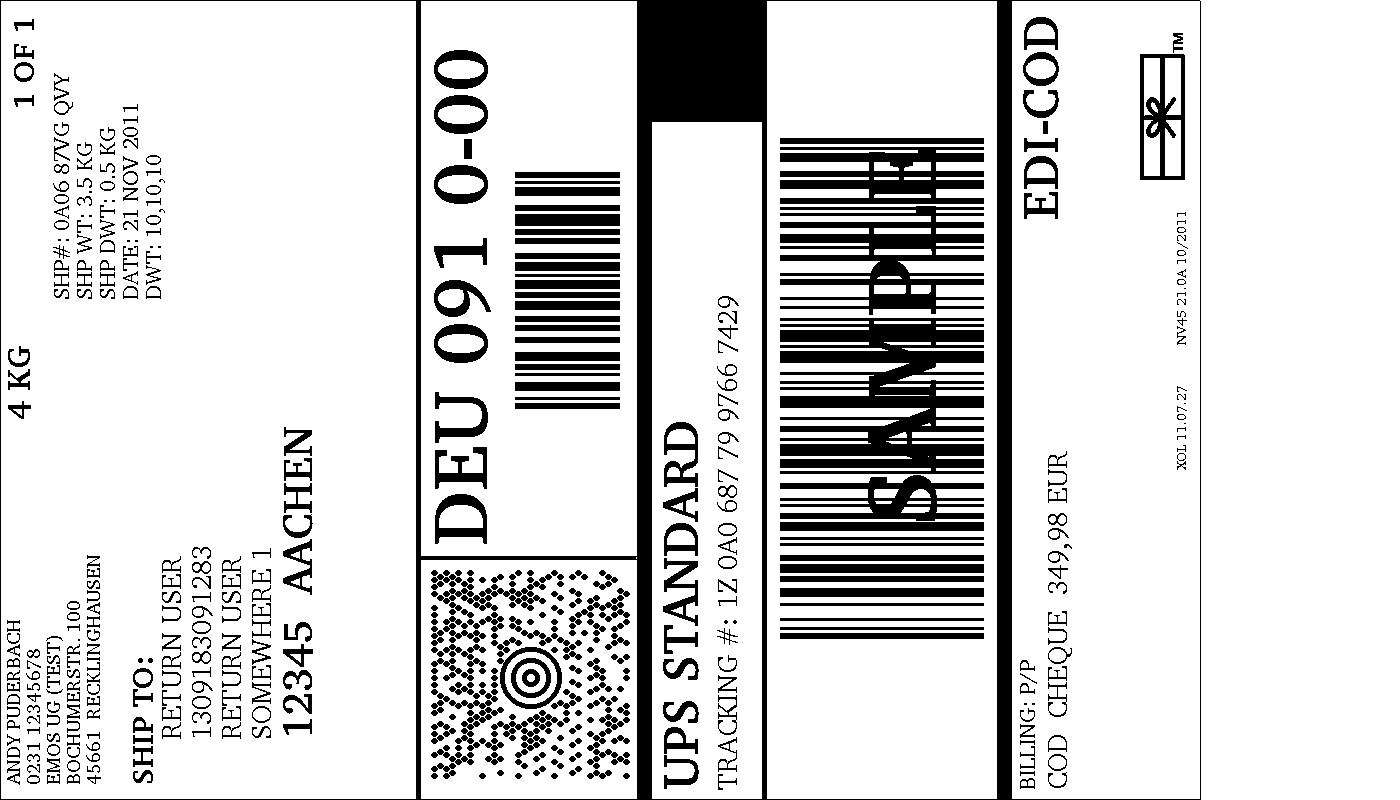 ANDY PUDERBACH
0231 12345678
EMOS UG (TEST)
BOCHUMERSTR. 100
45661 RECKLINGHAUSEN
4 KG
1 OF 1
SHP#: 0A06 87VG QVY
SHP WT: 3.5 KG
SHP DWT: 0.5 KG
DATE: 21 NOV 2011
DWT: 10,10,10
SHIP TO:
RETURN USER
1309183091283
RETURN USER
SOMEWHERE 1
12345 AACHEN
DEU 091 0-00
UPS STANDARD
TRACKING #: 1Z 0A0 687 79 9766 7429
SAMPLE
BILLING: P/P
COD CHEQUE 349,98 EUR
EDI-COD
XOL 11.07.27 NV45 21.0A 10/2011
TM